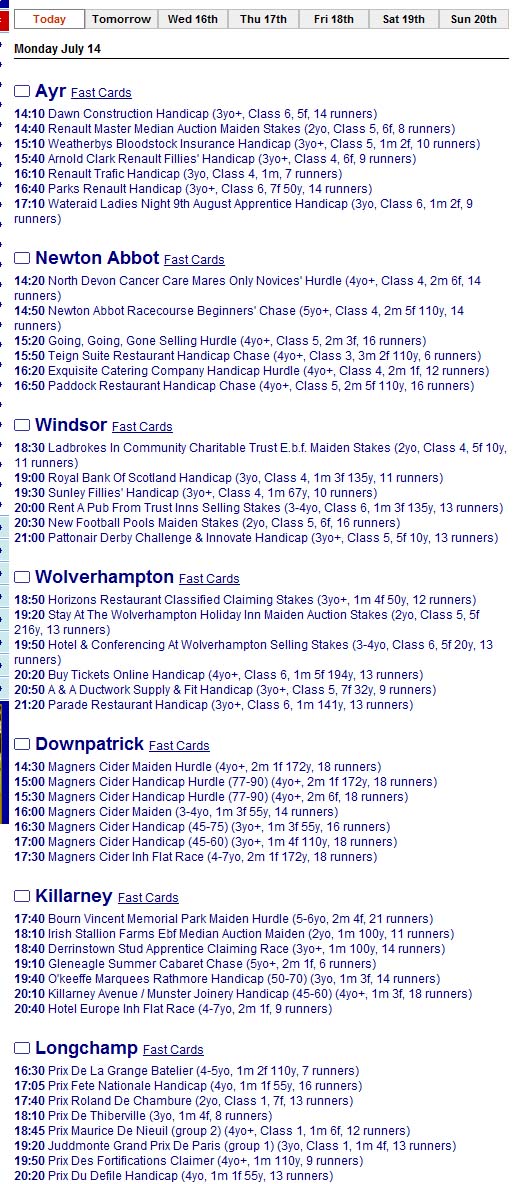 Today Tomorrow Wed 16th Thu 17th Fri 18th Sat 19th Sun 20th
Monday July 14
Ayr Fast Cards
14:10 Dawn Construction Handicap (3yo+, Class 6, 5f, 14 runners)
14:40 Renault Master Median Auction Maiden Stakes (2yo, Class 5, 6f, 8 runners)
15:10 Weatherbys Bloodstock Insurance Handicap (3yo+, Class 5, 1m 2f, 10 runners)
15:40 Arnold Clark Renault Fillies' Handicap (3yo+, Class 4, 6f, 9 runners)
16:10 Renault Trafic Handicap (3yo, Class 4, 1m, 7 runners)
16:40 Parks Renault Handicap (3yo+, Class 6, 7f 50y, 14 runners)
17:10 Wateraid Ladies Night 9th August Apprentice Handicap (3yo, Class 6, 1m 2f, 9
runners)
Newton Abbot Fast Cards
14:20 North Devon Cancer Care Mares Only Novices' Hurdle (4yo+, Class 4, 2m 6f, 14
runners)
14:50 Newton Abbot Racecourse Beginners' Chase (5yo+, Class 4, 2m 5f 110y, 14
runners)
15:20 Going, Going, Gone Selling Hurdle (4yo+, Class 5, 2m 3f, 16 runners)
15:50 Teign Suite Restaurant Handicap Chase (4yo+, Class 3, 3m 2f 110y, 6 runners)
16:20 Exquisite Catering Company Handicap Hurdle (4yo+, Class 4, 2m 1f, 12 runners)
16:50 Paddock Restaurant Handicap Chase (4yo+, Class 5, 2m 5f 110y, 16 runners)
Windsor Fast Cards
18:30 Ladbrokes In Community Charitable Trust E.b.f. Maiden Stakes (2yo, Class 4, 5f 10y,
11 runners)
19:00 Royal Bank Of Scotland Handicap (3yo, Class 4, 1m 3f 135y, 11 runners)
19:30 Sunley Fillies' Handicap (3yo+, Class 4, 1m 67y, 10 runners)
20:00 Rent A Pub From Trust Inns Selling Stakes (3-4yo, Class 6, 1m 3f 135y, 13 runners)
20:30 New Football Pools Maiden Stakes (2yo, Class 5, 6f, 16 runners)
21:00 Pattonair Derby Challenge & Innovate Handicap (3yo+, Class 5, 5f 10y, 13 runners)
Wolverhampton Fast Cards
18:50 Horizons Restaurant Classified Claiming Stakes (3yo+, 1m 4f 50y, 12 runners)
19:20 Stay At The Wolverhampton Holiday Inn Maiden Auction Stakes (2yo, Class 5, 5f
216y, 13 runners)
19:50 Hotel & Conferencing At Wolverhampton Selling Stakes (3-4yo, Class 6, 5f 20y, 13
runners)
20:20 Buy Tickets Online Handicap (4yo+, Class 6, 1m 5f 194y, 13 runners)
20:50 A & A Ductwork Supply & Fit Handicap (3yo+, Class 5, 7f 32y, 9 runners)
21:20 Parade Restaurant Handicap (3yo+, Class 6, 1m 141y, 13 runners)
Downpatrick Fast Cards
14:30 Magners Cider Maiden Hurdle (4yo+, 2m 1f 172y, 18 runners)
15:00 Magners Cider Handicap Hurdle (77-90) (4yo+, 2m 1f 172y, 18 runners)
15:30 Magners Cider Handicap Hurdle (77-90) (4yo+, 2m 6f, 18 runners)
16:00 Magners Cider Maiden (3-4yo, 1m 3f 55y, 14 runners)
16:30 Magners Cider Handicap (45-75) (3yo+, 1m 3f 55y, 16 runners)
17:00 Magners Cider Handicap (45-60) (3yo+, 1m 4f 110y, 18 runners)
17:30 Magners Cider Inh Flat Race (4-7yo, 2m 1f 172y, 18 runners)
Killarney Fast Cards
17:40 Bourn Vincent Memorial Park Maiden Hurdle (5-6yo, 2m 4f, 21 runners)
18:10 Irish Stallion Farms Ebf Median Auction Maiden (2yo, 1m 100y, 11 runners)
18:40 Derrinstown Stud Apprentice Claiming Race (3yo+, 1m 100y, 14 runners)
19:10 Gleneagle Summer Cabaret Chase (5yo+, 2m 1f, 6 runners)
19:40 O'keeffe Marquees Rathmore Handicap (50-70) (3yo, 1m 3f, 14 runners)
20:10 Killarney Avenue / Munster Joinery Handicap (45-60) (4yo+, 1m 3f, 18 runners)
20:40 Hotel Europe Inh Flat Race (4-7yo, 2m 1f, 9 runners)
Longchamp Fast Cards
16:30 Prix De La Grange Batelier (4-5yo, 1m 2f 110y, 7 runners)
17:05 Prix Fete Nationale Handicap (4yo, 1m 1f 55y, 16 runners)
17:40 Prix Roland De Chambure (2yo, Class 1, 7f, 13 runners)
18:10 Prix De Thiberville (3yo, 1m 4f, 8 runners)
18:45 Prix Maurice De Nieuil (group 2) (4yo+, Class 1, 1m 6f, 12 runners)
19:20 Juddmonte Grand Prix De Paris (group 1) (3yo, Class 1, 1m 4f, 13 runners)
19:50 Prix Des Fortifications Claimer (4yo+, 1m 110y, 9 runners)
20:20 Prix Du Defile Handicap (4yo, 1m 1f 55y, 13 runners)